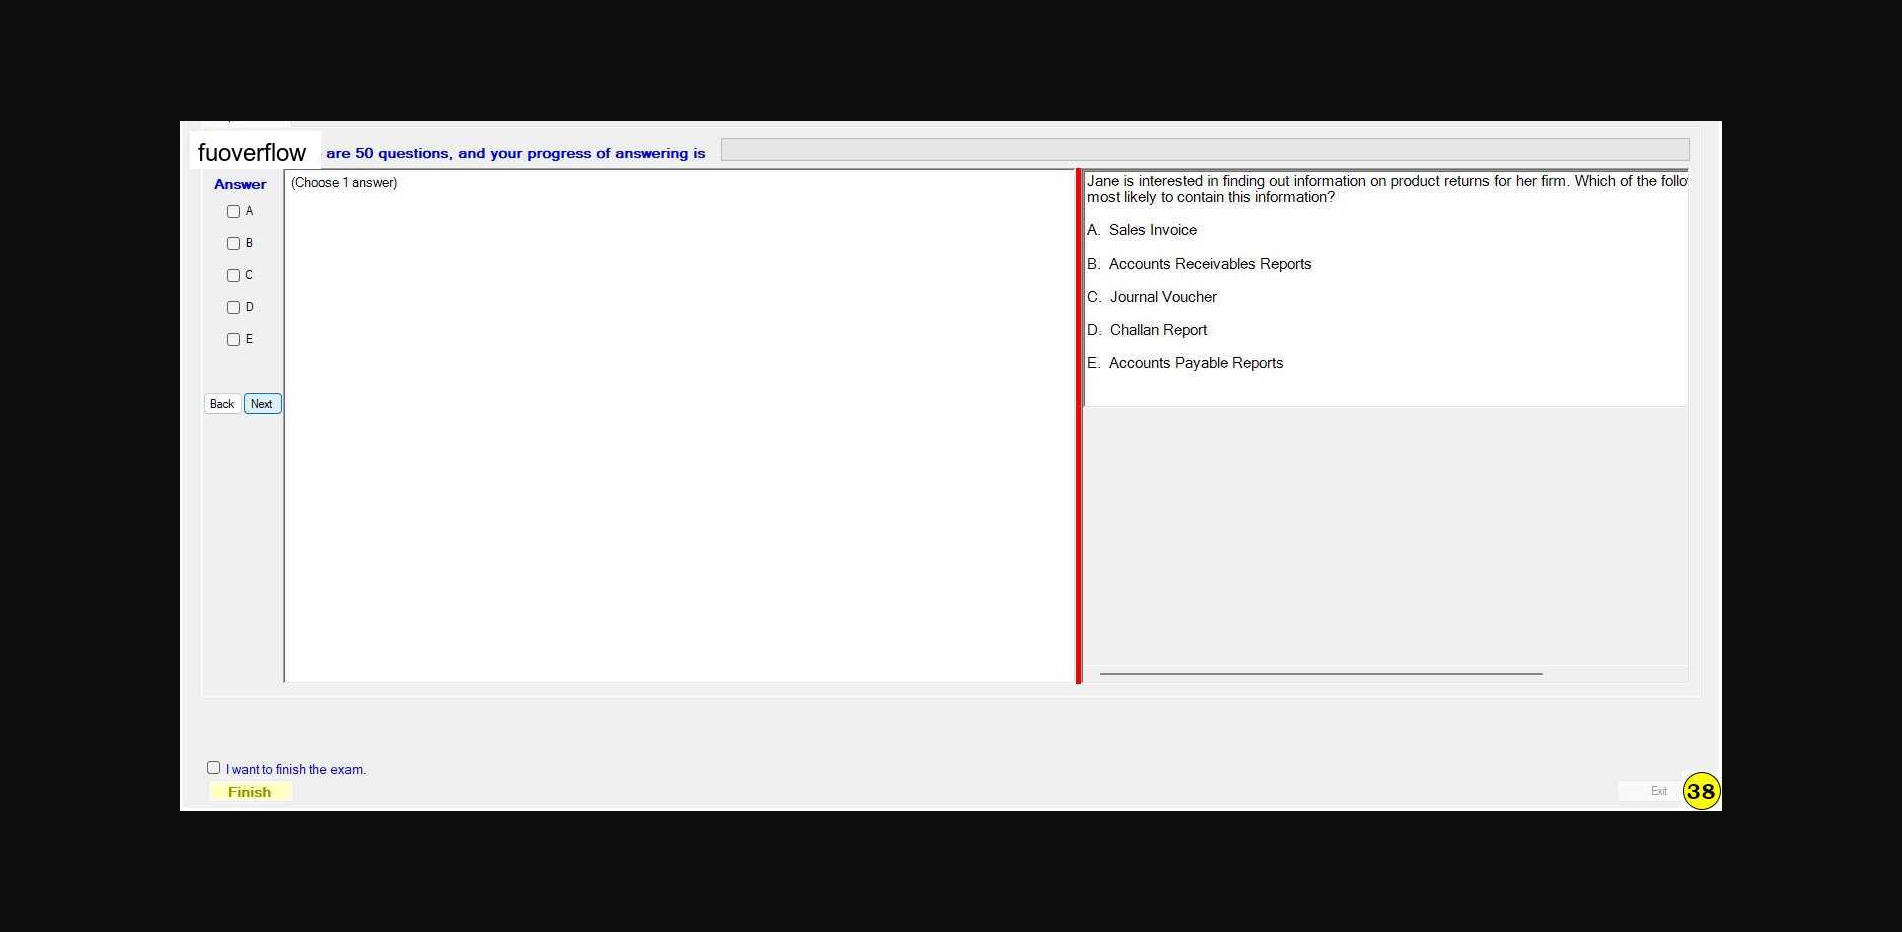 fuoverflow are 50 questions, and your progress of answering is
Answer
A
B
C
D
E
Back Next
(Choose 1 answer)
Jane is interested in finding out information on product returns for her firm. Which of the
most likely to contain this information?
A. Sales Invoice
B. Accounts Receivables Reports
C. Journal Voucher
D. Challan Report
E. Accounts Payable Reports
I want to finish the exam.
Finish
Exit
38